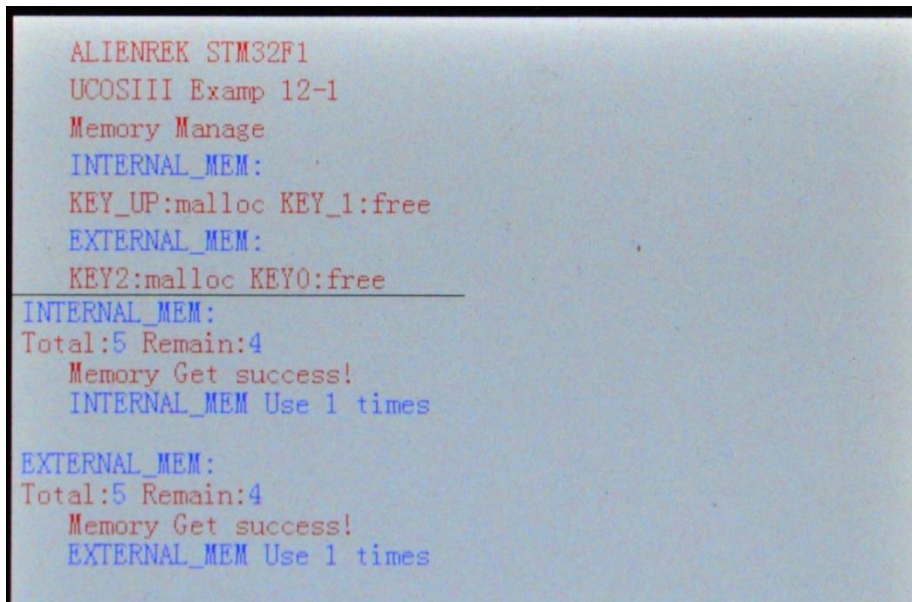 ALIENREK STM32F1
UCOSIII Examp 12-1
Memory Manage
INTERNAL_MEM:
KEY_UP:malloc KEY_1:free
EXTERNAL_MEM:
KEY2:malloc KEY0:free
INTERNAL_MEM:
Total:5 Remain:4
Memory Get success!
INTERNAL_MEM Use 1 times
EXTERNAL_MEM:
Total:5 Remain:4
Memory Get success!
EXTERNAL_MEM Use 1 times